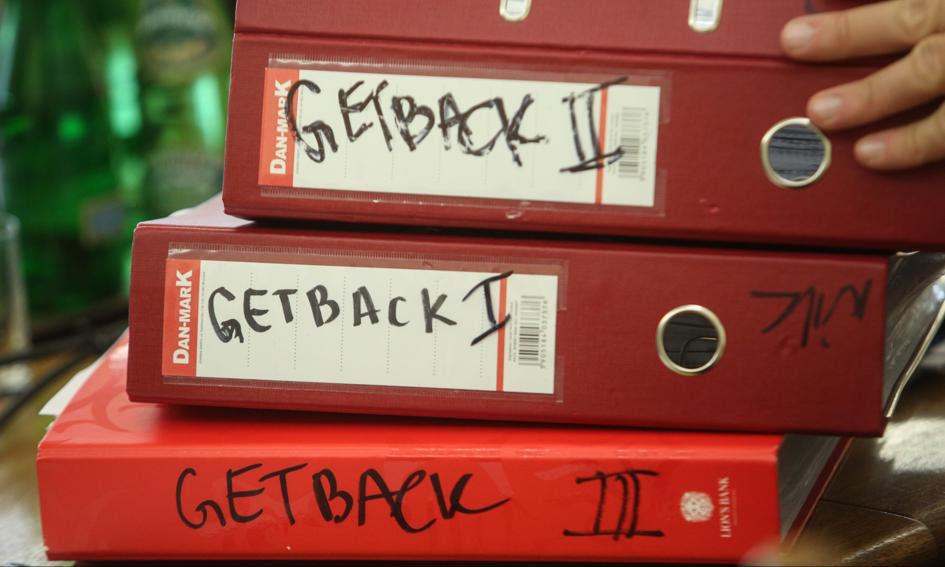 DAN-MARK
GETBACK II
DAN-MARK
GETBACK I
GETBACK III
LION'S BANK